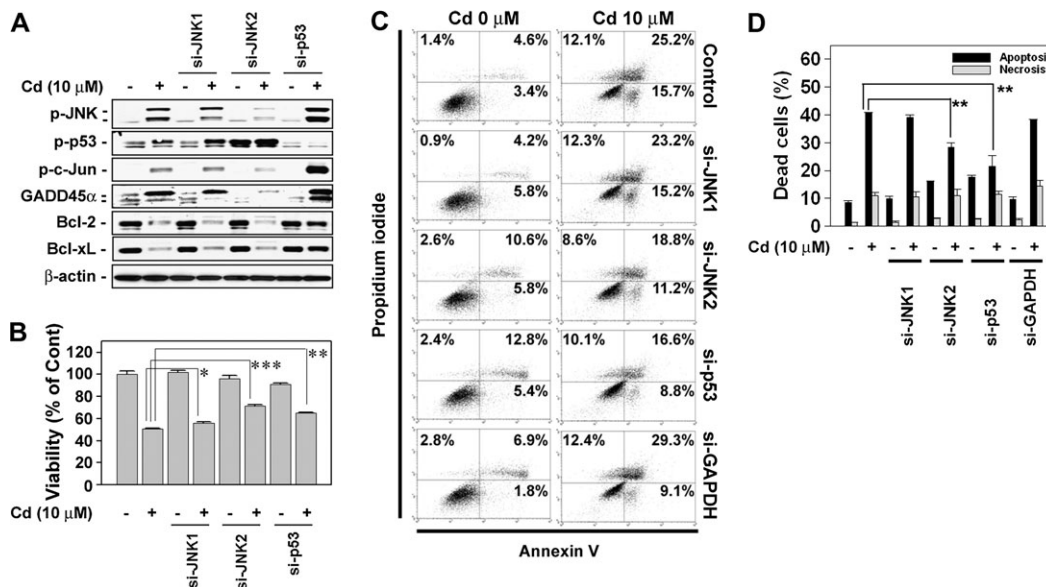 A
si-JNK1
si-JNK2
si-p53
Cd (10 μM) - + - + - + - +
p-JNK
p-p53
p-c-Jun
GADD45α
Bcl-2
Bcl-xL
β-actin
B
Viability (% of Cont)
120
100
80
60
40
20
0
*
***
**
Cd (10 μM) - + - + - + - +
si-JNK1
si-JNK2
si-p53
C
Cd 0 μM Cd 10 μM
Propidium iodide
1.4% 4.6% 12.1% 25.2%
3.4% 15.7%
Control
0.9% 4.2% 12.3% 23.2%
5.8% 15.2%
si-JNK1
2.6% 10.6% 8.6% 18.8%
5.8% 11.2%
si-JNK2
2.4% 12.8% 10.1% 16.6%
5.4% 8.8%
si-p53
2.8% 6.9% 12.4% 29.3%
1.8% 9.1%
si-GAPDH
Annexin V
D
Dead cells (%)
60
50
40
30
20
10
0
Apoptosi
Necrosis
**
**
Cd (10 μM) - + - + - + - + - +
si-JNK1
si-JNK2
si-p53
si-GAPDH